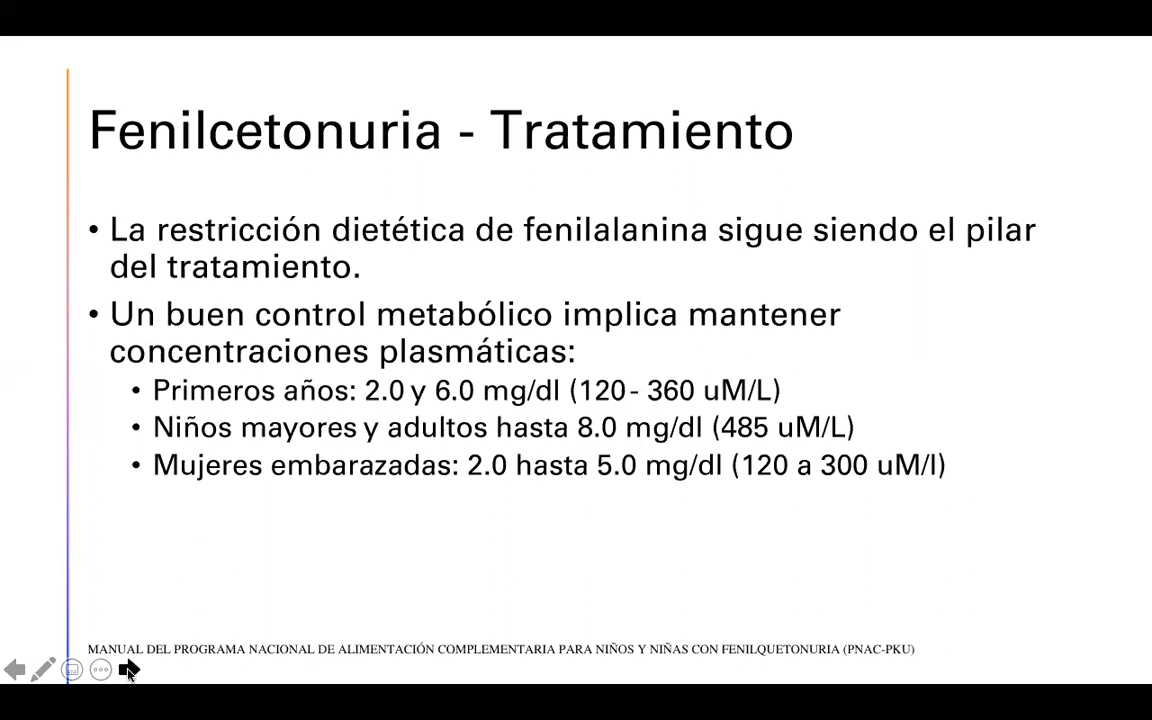 Fenilcetonuria - Tratamiento
• La restricción dietética de fenilalanina sigue siendo el pilar
del tratamiento.
• Un buen control metabólico implica mantener
concentraciones plasmáticas:
• Primeros años: 2.0 y 6.0 mg/dl (120 - 360 uM/L)
• Niños mayores y adultos hasta 8.0 mg/dl (485 uM/L)
• Mujeres embarazadas: 2.0 hasta 5.0 mg/dl (120 a 300 uM/l)
MANUAL DEL PROGRAMA NACIONAL DE ALIMENTACIÓN COMPLEMENTARIA PARA NIÑOS Y NIÑAS CON FENILQUETONURIA (PNAC-PKU)